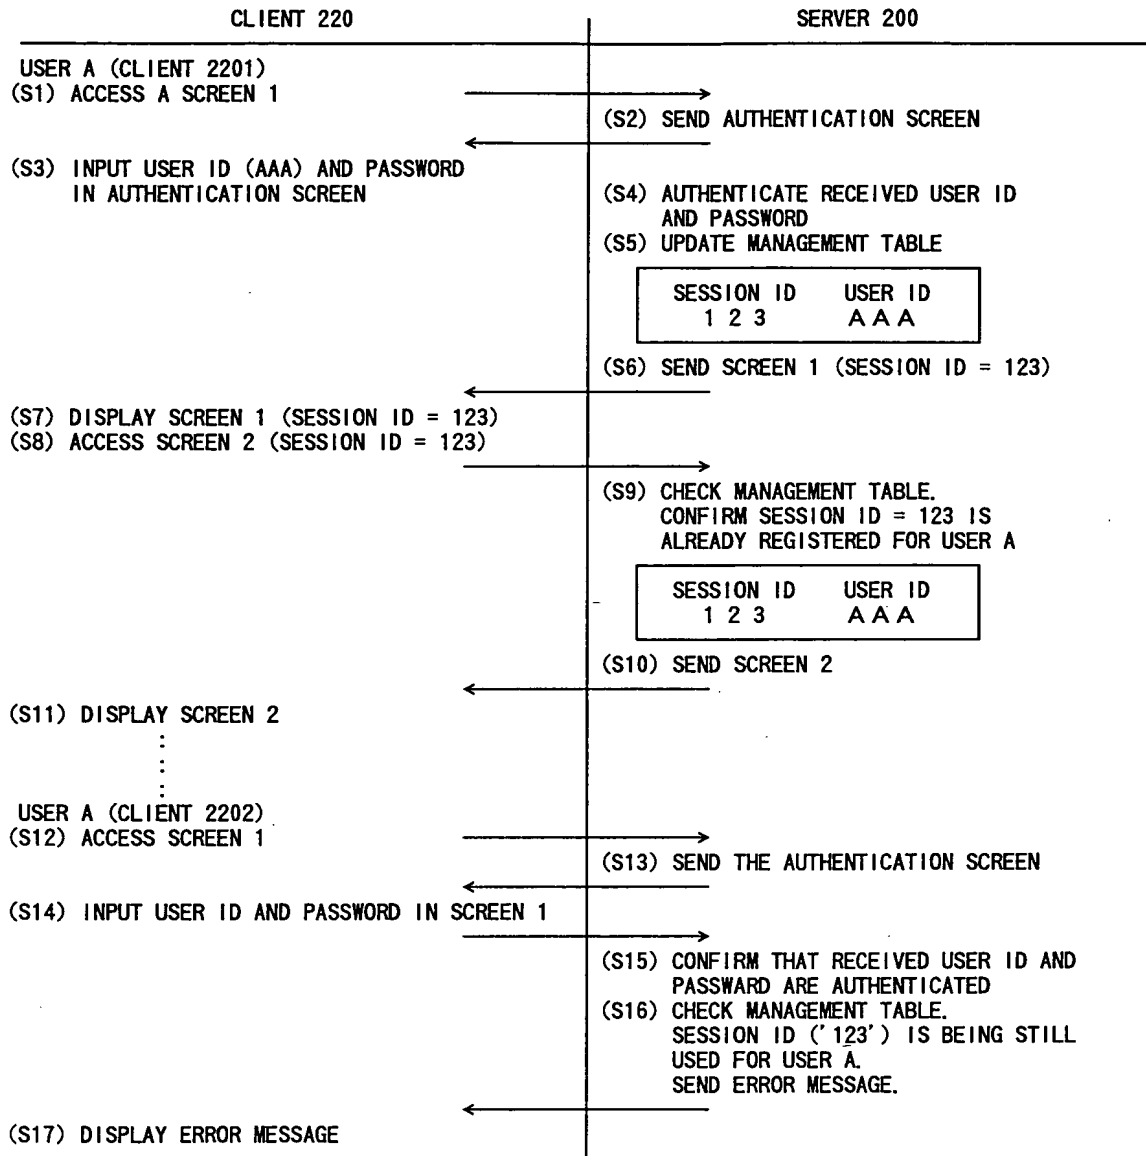 CLIENT 220
SERVER 200
USER A (CLIENT 2201)
(S1) ACCESS A SCREEN 1
(S2) SEND AUTHENTICATION SCREEN
(S3) INPUT USER ID (AAA) AND PASSWORD
IN AUTHENTICATION SCREEN
(S4) AUTHENTICATE RECEIVED USER ID
AND PASSWORD
(S5) UPDATE MANAGEMENT TABLE
SESSION ID USER ID
1 2 3 A A A
(S6) SEND SCREEN 1 (SESSION ID = 123)
(S7) DISPLAY SCREEN 1 (SESSION ID = 123)
(S8) ACCESS SCREEN 2 (SESSION ID = 123)
(S9) CHECK MANAGEMENT TABLE.
CONFIRM SESSION ID = 123 IS
ALREADY REGISTERED FOR USER A
SESSION ID USER ID
1 2 3 A A A
(S10) SEND SCREEN 2
(S11) DISPLAY SCREEN 2
USER A (CLIENT 2202)
(S12) ACCESS SCREEN 1
(S13) SEND THE AUTHENTICATION SCREEN
(S14) INPUT USER ID AND PASSWORD IN SCREEN 1
(S15) CONFIRM THAT RECEIVED USER ID AND
PASSWARD ARE AUTHENTICATED
(S16) CHECK MANAGEMENT TABLE.
SESSION ID ('123') IS BEING STILL
USED FOR USER A.
SEND ERROR MESSAGE.
(S17) DISPLAY ERROR MESSAGE